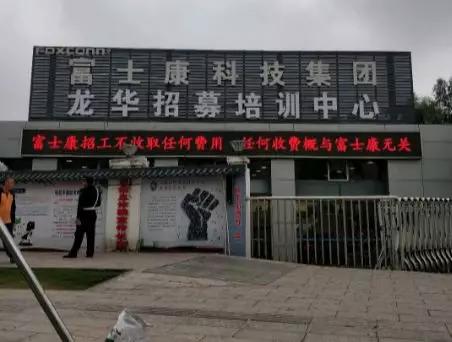 FOXCONN
富士康科技集团
龙华招募培训中心
富士康招工不收取任何费用 任何收费概与富士康无关